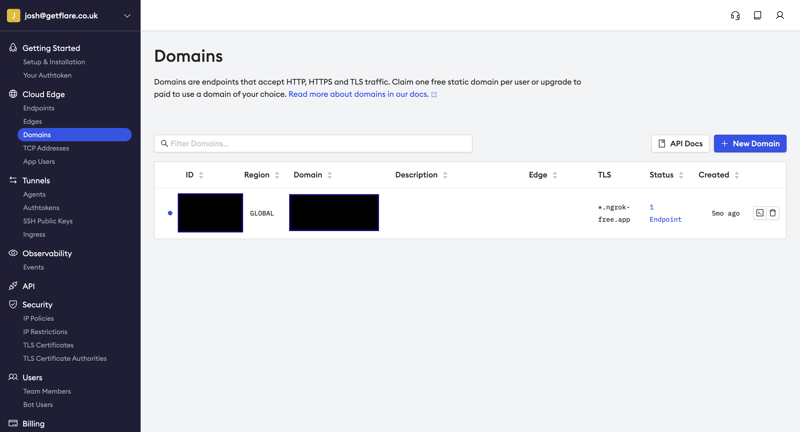 J josh@getflare.co.uk
Getting Started
Setup & Installation
Your Authtoken
Cloud Edge
Endpoints
Edges
Domains
TCP Addresses
App Users
Tunnels
Agents
Authtokens
SSH Public Keys
Ingress
Observability
Events
API
Security
IP Policies
IP Restrictions
TLS Certificates
TLS Certificate Authorities
Users
Team Members
Bot Users
Billing
Domains
Domains are endpoints that accept HTTP, HTTPS and TLS traffic. Claim one free static domain per user or upgrade to
paid to use a domain of your choice. Read more about domains in our docs.
Filter Domains...
API Docs
New Domain
ID Region Domain Description Edge TLS Status Created
GLOBAL
*.ngrok-
free.app
1
Endpoint
5mo ago